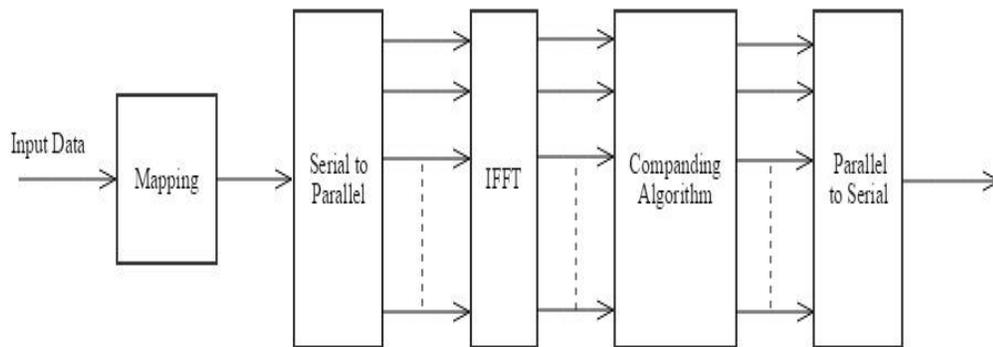 Input Data
Mapping
Serial to
Parallel
IFFT
Companding
Algorithm
Parallel
to Serial